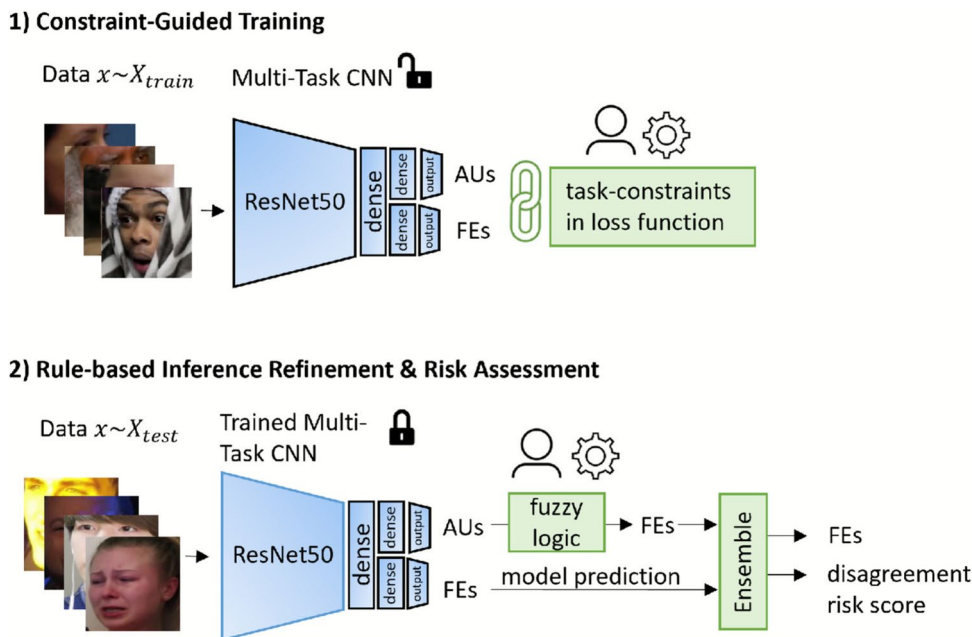 1) Constraint-Guided Training
Data x~X_train
Multi-Task CNN
ResNet50
dense
dense
output
dense
output
AUs
FEs
task-constraints
in loss function
2) Rule-based Inference Refinement & Risk Assessment
Data x~X_test
Trained Multi-
Task CNN
ResNet50
dense
dense
output
dense
output
AUs
FEs
fuzzy
logic
FEs
model prediction
Ensemble
FEs
disagreement
risk score